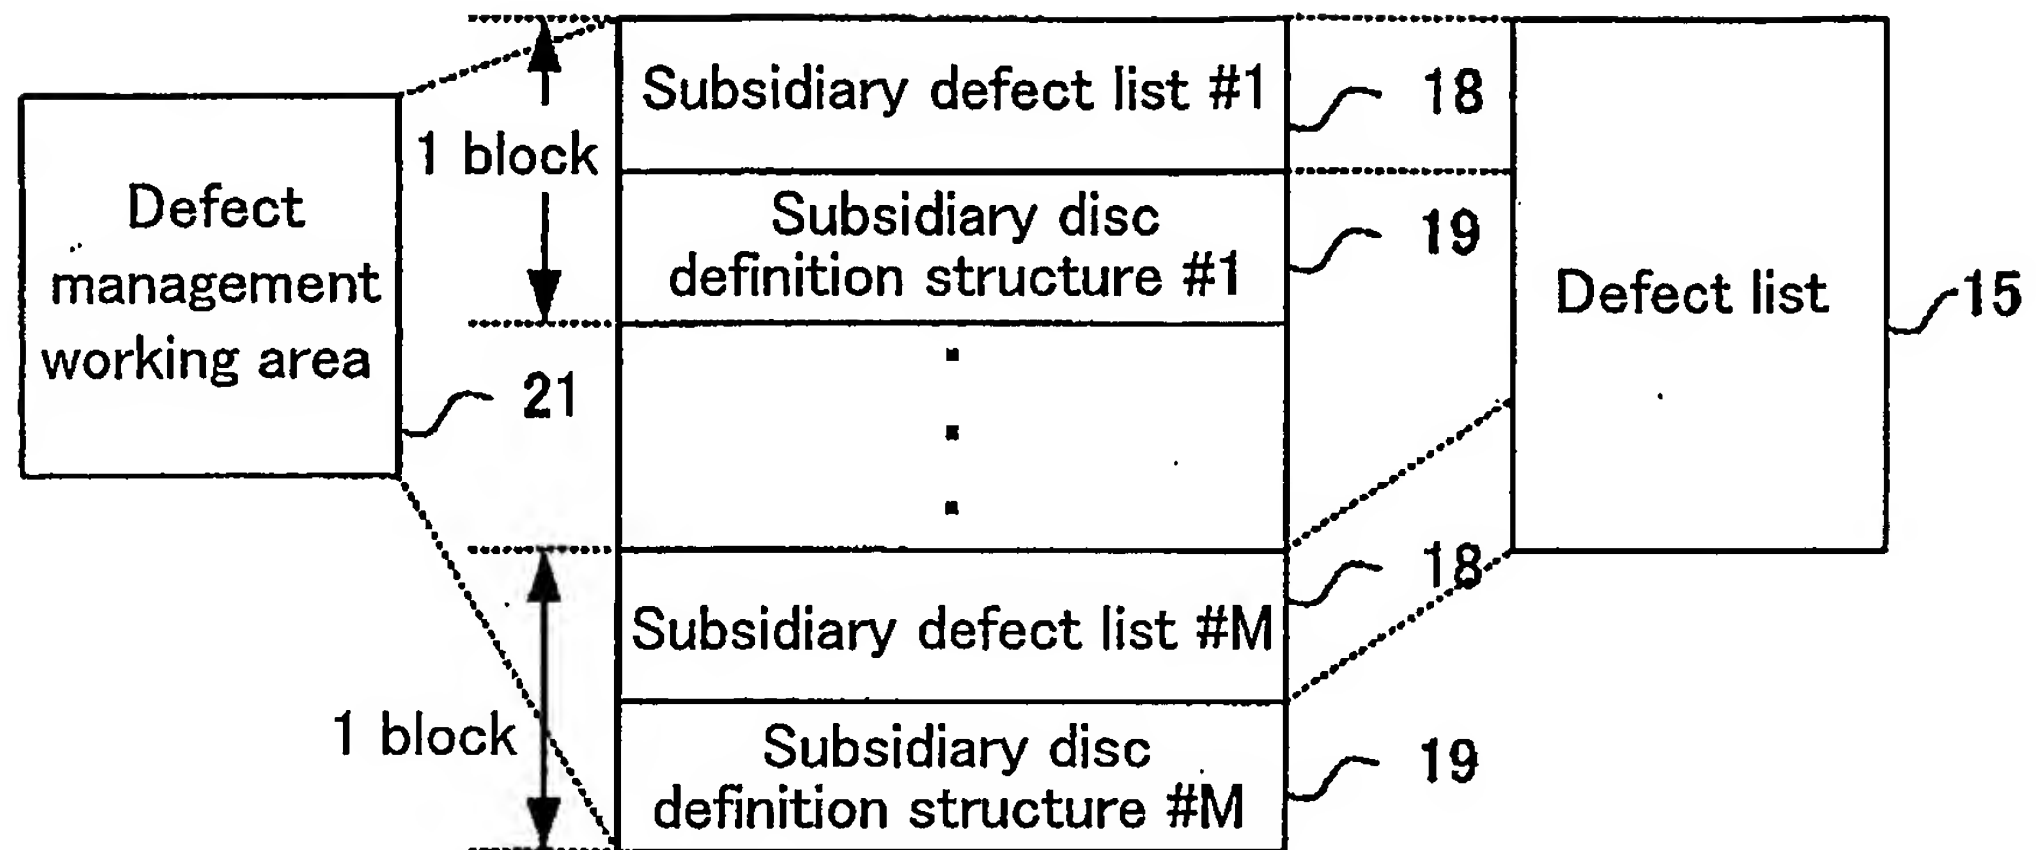 Defect
management
working area
21
1 block
Subsidiary defect list #1
18
Subsidiary disc
definition structure #1
19
Defect list
15
1 block
Subsidiary defect list #M
18
Subsidiary disc
definition structure #M
19